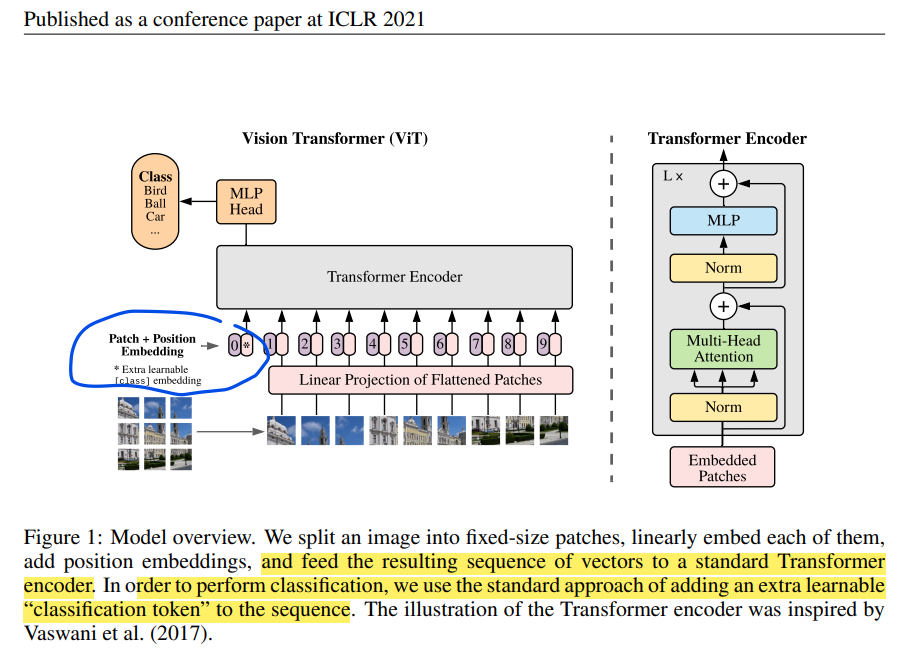 Published as a conference paper at ICLR 2021
Vision Transformer (ViT)
Class
Bird
Ball
Car
...
MLP
Head
Transformer Encoder
Patch + Position
Embedding
* Extra learnable
[class] embedding
0 * 1 2 3 4 5 6 7 8 9
Linear Projection of Flattened Patches
Transformer Encoder
L x
+
MLP
Norm
+
Multi-Head
Attention
Norm
Embedded
Patches
Figure 1: Model overview. We split an image into fixed-size patches, linearly embed each of them,
add position embeddings, and feed the resulting sequence of vectors to a standard Transformer
encoder. In order to perform classification, we use the standard approach of adding an extra learnable
“classification token” to the sequence. The illustration of the Transformer encoder was inspired by
Vaswani et al. (2017).